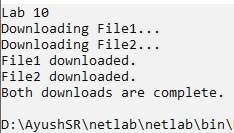 Lab 10
Downloading File1...
Downloading File2...
File1 downloaded.
File2 downloaded.
Both downloads are complete.
D:\AyushSR\netlab\netlab\bin\